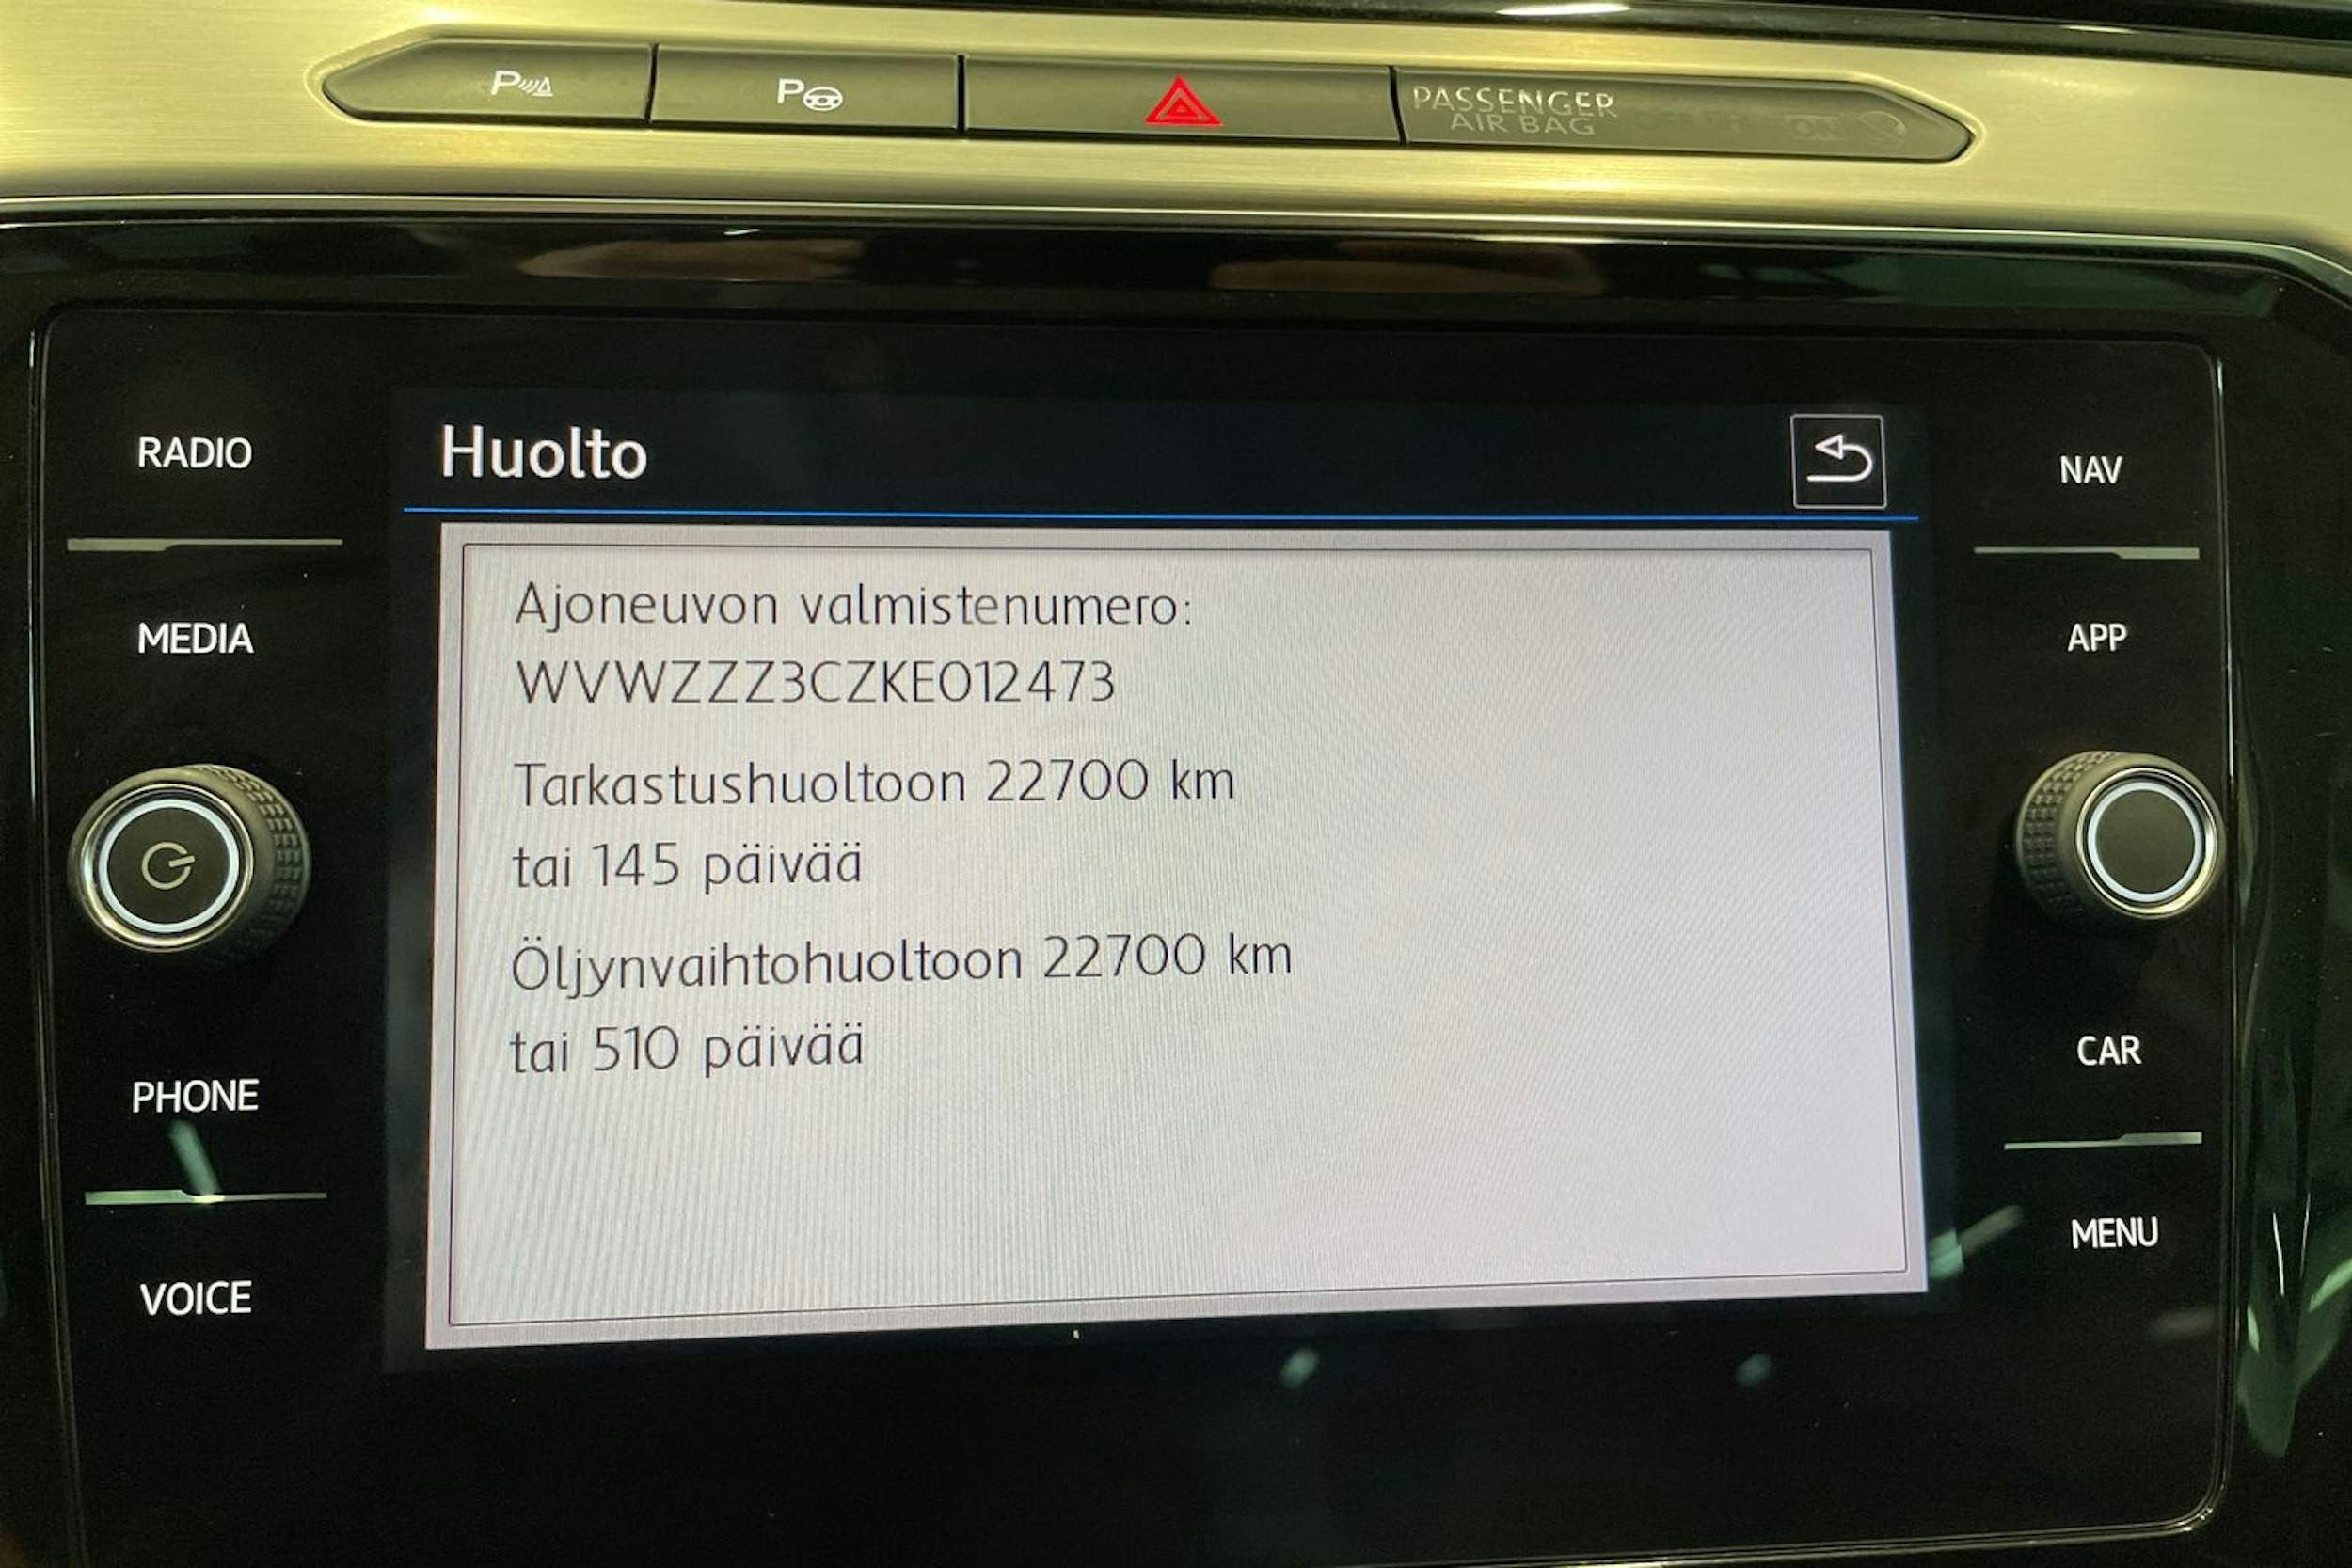 P
P
PASSENGER
AIR BAG
ON
RADIO
Huolto
NAV
MEDIA
APP
Ajoneuvon valmistenumero:
WVWZZZ3CZKE012473
Tarkastushuoltoon 22700 km
tai 145 päivää
Öljynvaihtohuoltoon 22700 km
tai 510 päivää
PHONE
CAR
VOICE
MENU